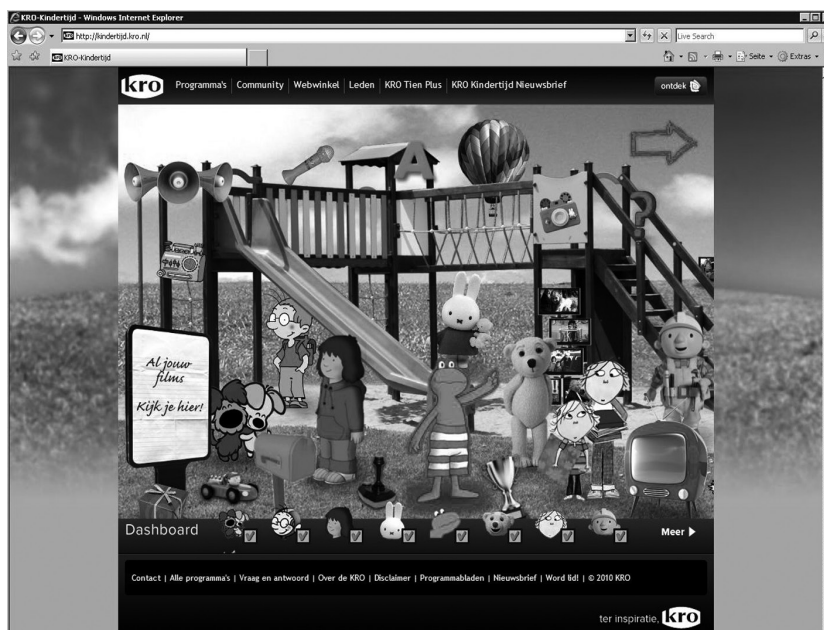 KRO-Kindertijd - Windows Internet Explorer
http://kindertijd.kro.nl/
Live Search
KRO-Kindertijd
Seite
Extras
kro
Programma's | Community | Webwinkel | Leden | KRO Tien Plus | KRO Kindertijd Nieuwsbrief
ontdek
A
?
Al jouw
films
Kijk je hier!
Dashboard
Meer
Contact | Alle programma's | Vraag en antwoord | Over de KRO | Disclaimer | Programmabladen | Nieuwsbrief | Word lid! | © 2010 KRO
ter inspiratie, kro